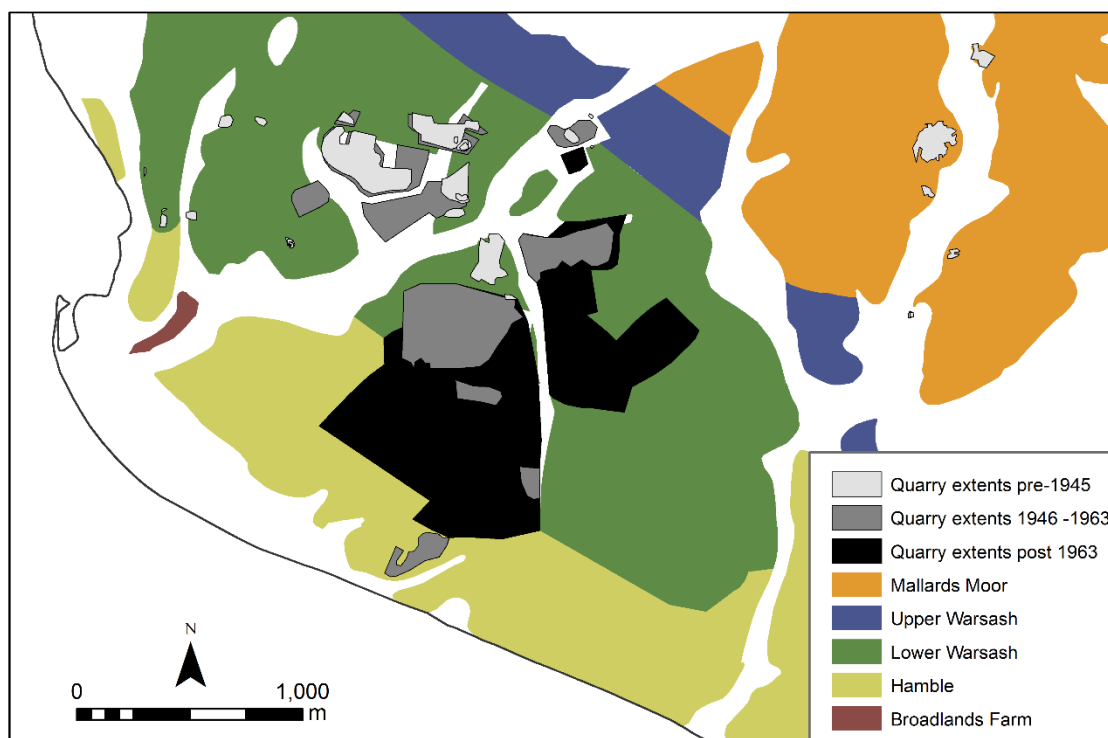 Quarry extents pre-1945
Quarry extents 1946 -1963
Quarry extents post 1963
Mallards Moor
Upper Warsash
Lower Warsash
Hamble
Broadlands Farm
N
0 1,000
m